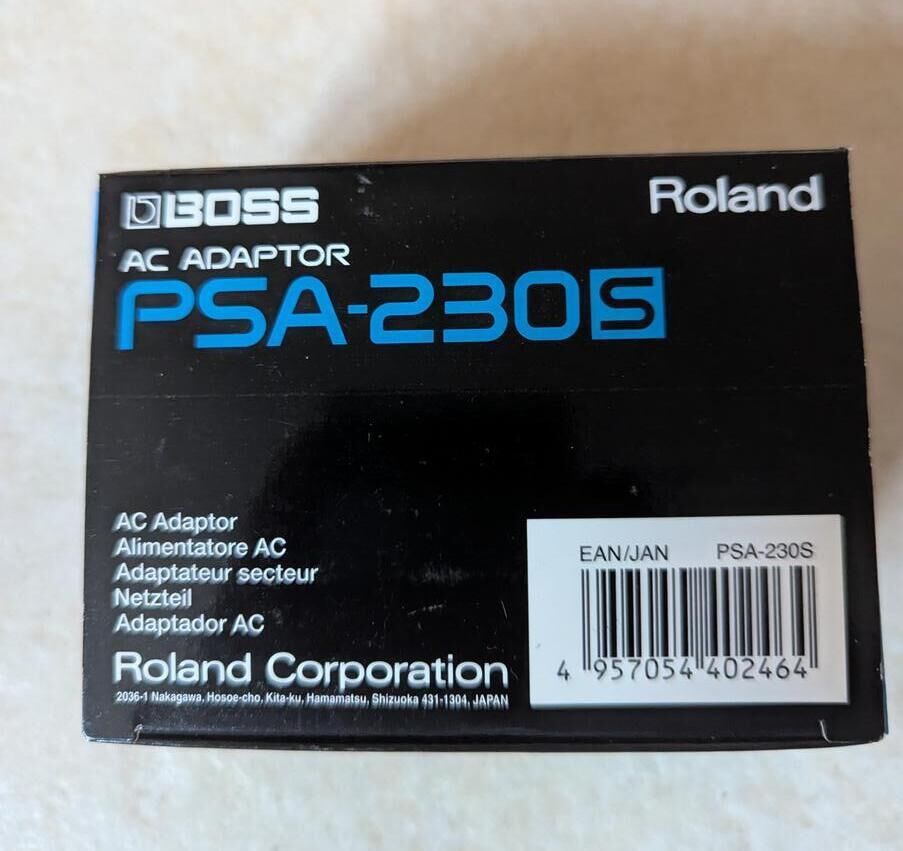 BOSS
Roland
AC ADAPTOR
PSA-230S
AC Adaptor
Alimentatore AC
Adaptateur secteur
Netzteil
Adaptador AC
Roland Corporation
2036-1 Nakagawa, Hosoe-cho, Kita-ku, Hamamatsu, Shizuoka 431-1304, JAPAN
EAN/JAN PSA-230S
4 957054 402464